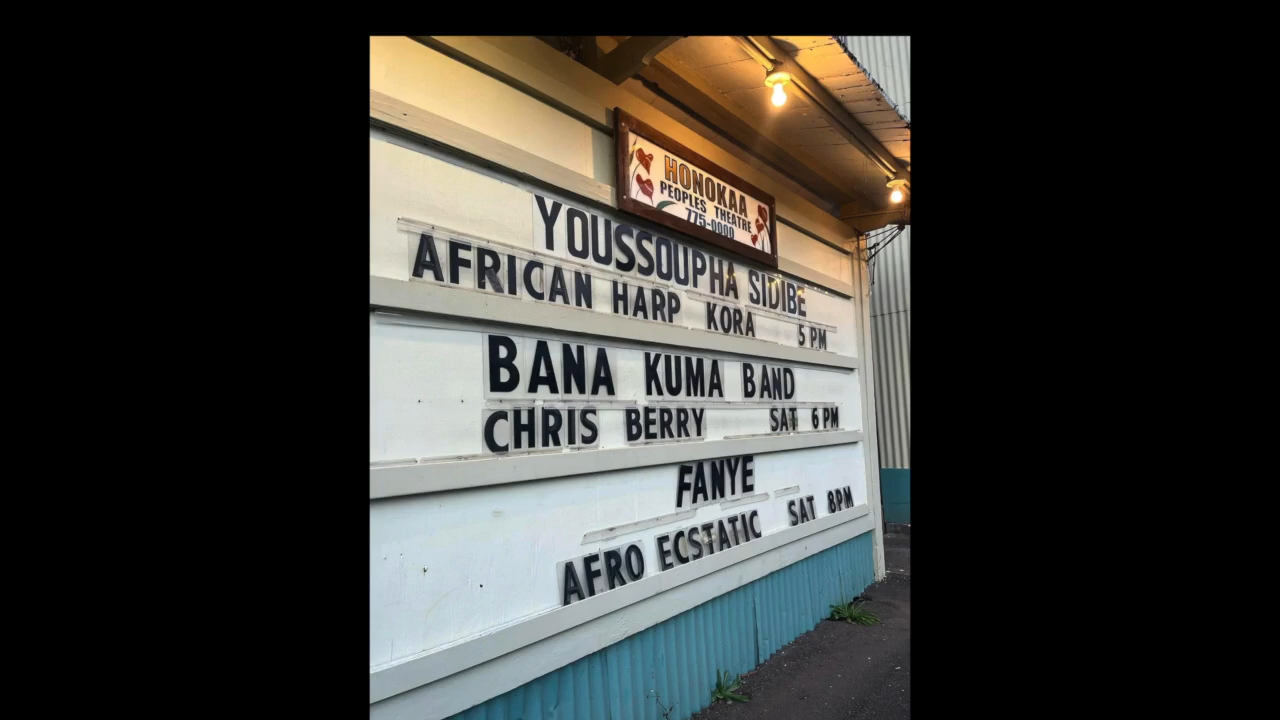 HONOKAA
PEOPLES THEATRE
775-0000
YOUSSOUPHA SIDIBE
AFRICAN HARP KORA 5 PM
BANA KUMA BAND
CHRIS BERRY SAT 6 PM
FANYE
AFRO ECSTATIC SAT 8PM